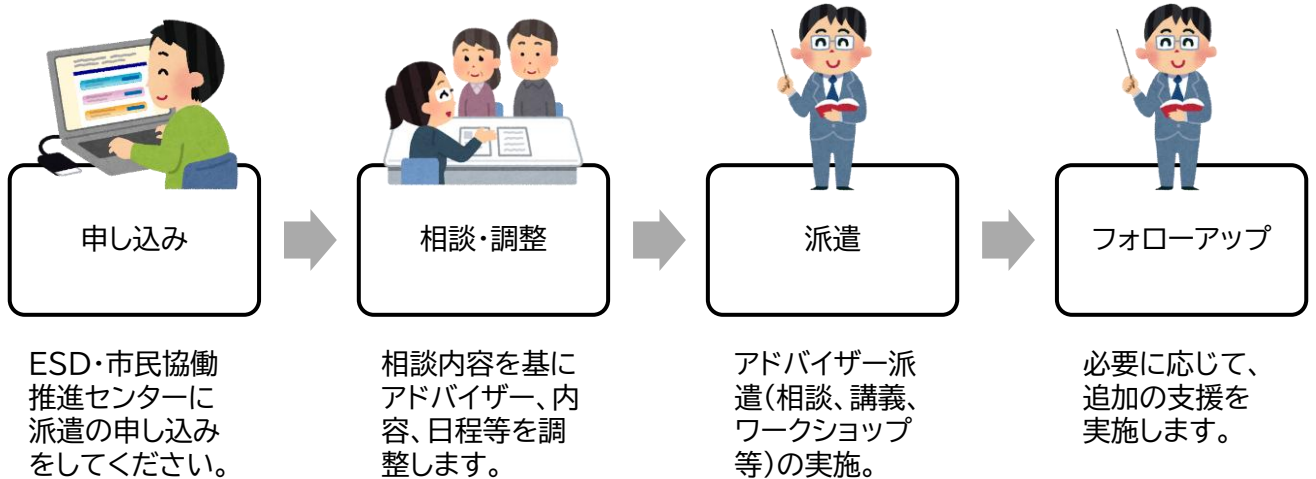 申し込み
相談・調整
派遣
フォローアップ
ESD・市民協働
推進センターに
派遣の申し込み
をしてください。
相談内容を基に
アドバイザー、内
容、日程等を調
整します。
アドバイザー派
遣(相談、講義、
ワークショップ
等)の実施。
必要に応じて、
追加の支援を
実施します。